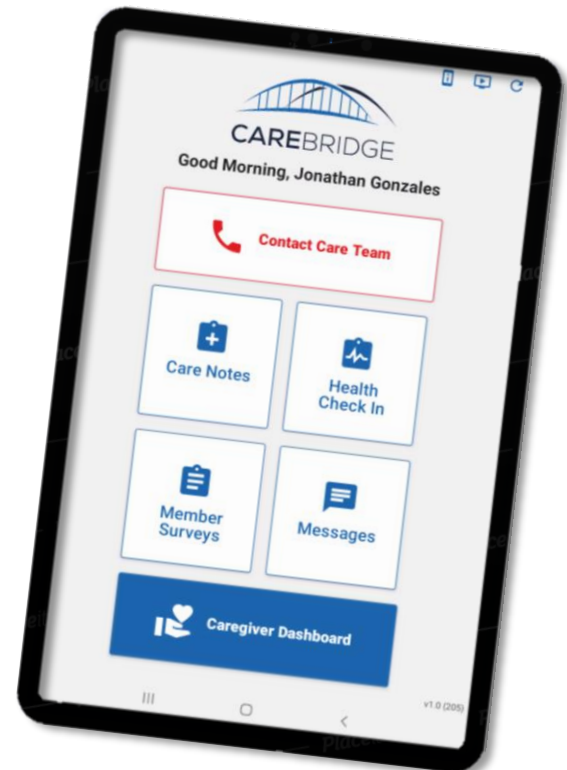 CAREBRIDGE
Good Morning, Jonathan Gonzales
Contact Care Team
Care Notes
Health
Check In
Member
Surveys
Messages
Caregiver Dashboard
v1.0 (205)